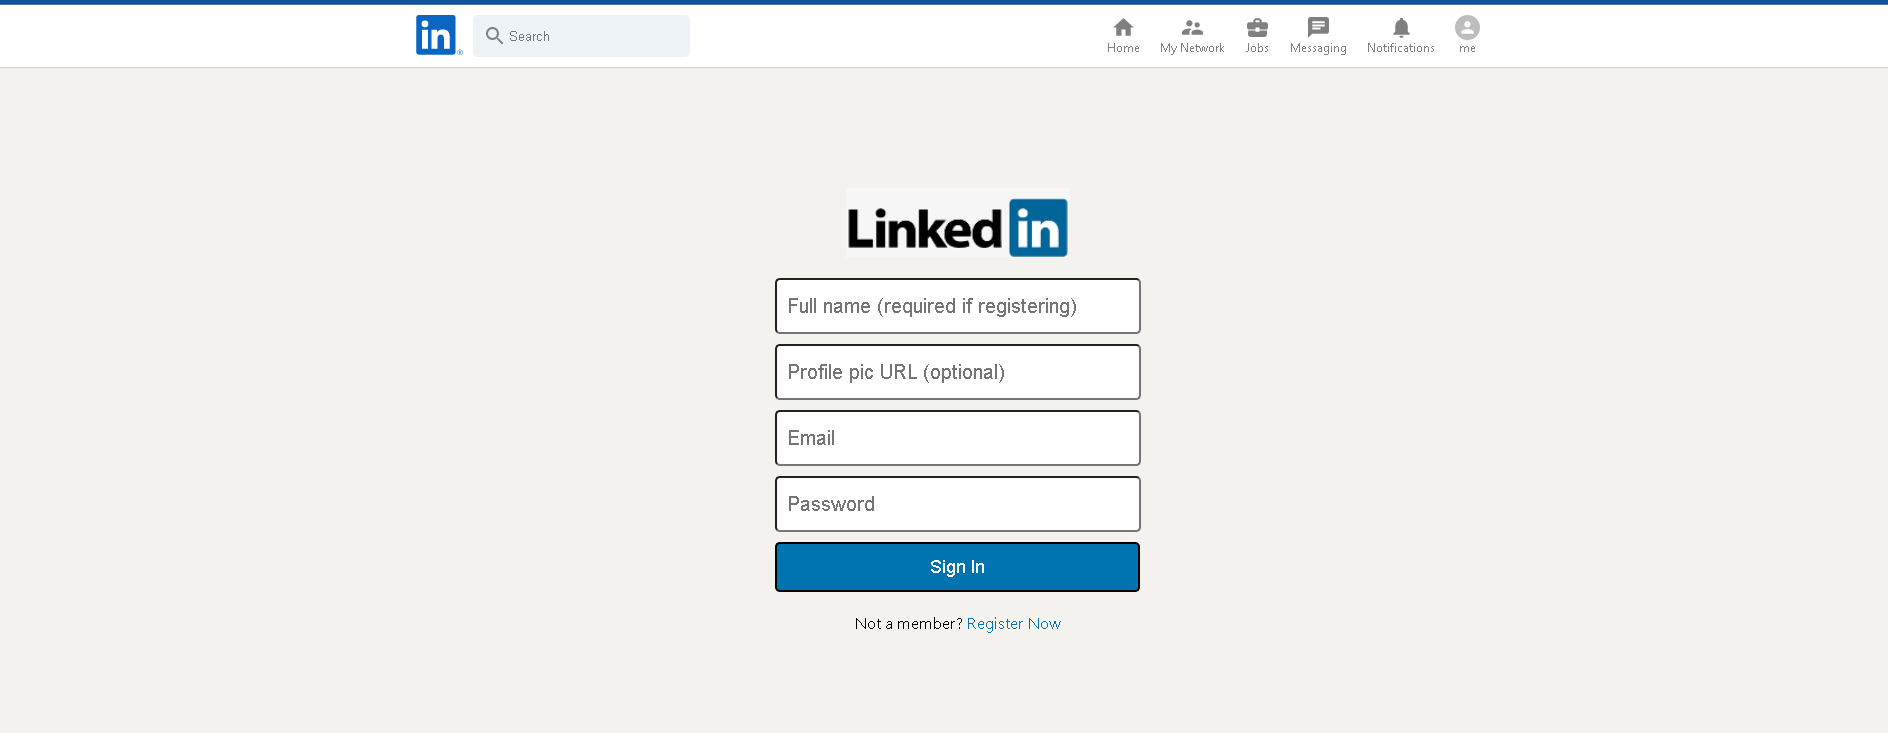 in Search
Home My Network Jobs Messaging Notifications me
Linked in
Full name (required if registering)
Profile pic URL (optional)
Email
Password
Sign In
Not a member? Register Now